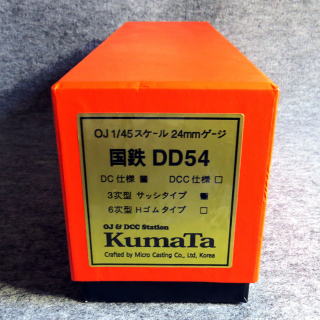 OJ 1/45スケール 24mmゲージ
国鉄 DD54
DC仕様 ■ DCC仕様 □
3次型 サッシタイプ ■
6次型 Hゴムタイプ □
OJ & DCC Station
KumaTa
Crafted by Micro Casting Co., Ltd, Korea